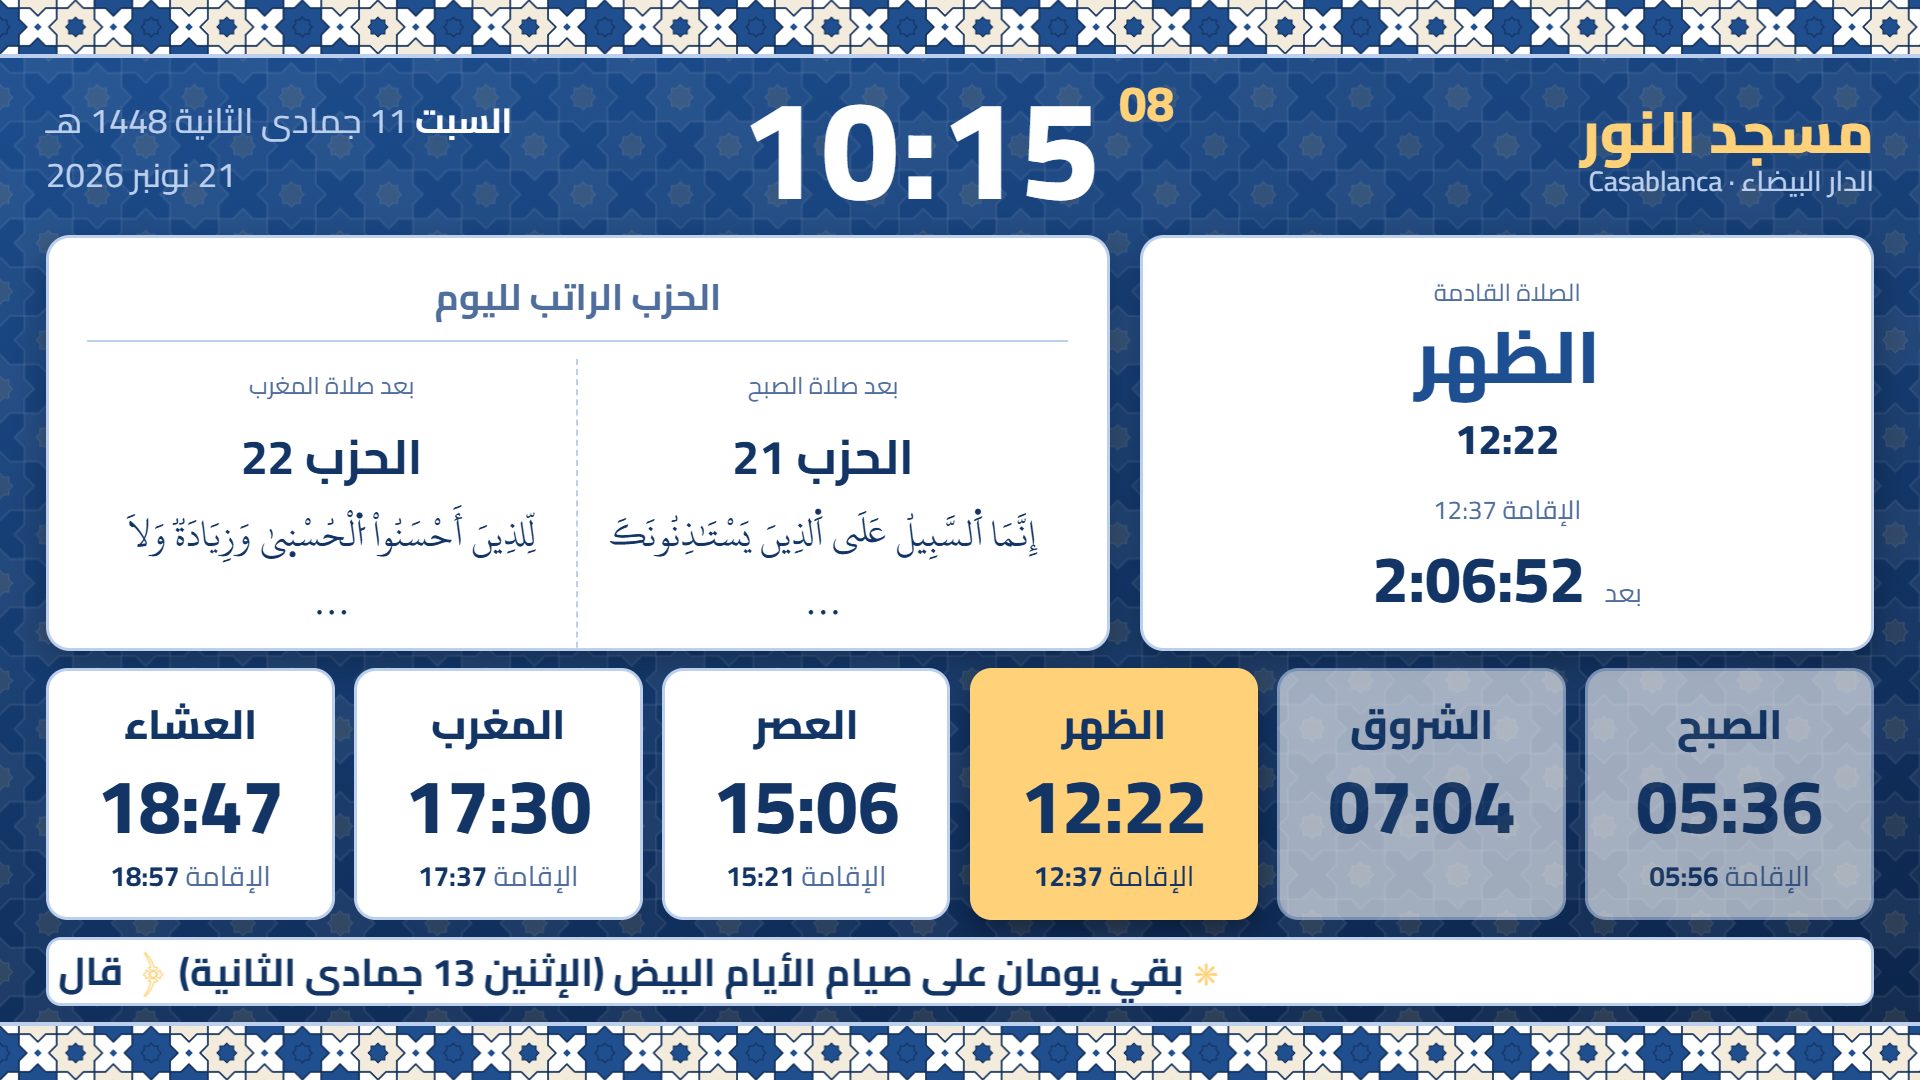 مسجد النور
الدار البيضاء · Casablanca
10:15 08
السبت 11 جمادى الثانية 1448 هـ
21 نونبر 2026
الصلاة القادمة
الظهر
12:22
الإقامة 12:37
بعد 2:06:52
الحزب الراتب لليوم
بعد صلاة الصبح
الحزب 21
إِنَّمَا اَ۬لسَّبِيلُ عَلَى اَ۬لذِينَ يَسْتَٰذِنُونَكَ
...
بعد صلاة المغرب
الحزب 22
لِّلذِينَ أَحْسَنُواْ اُ۬لْحُسْن۪ىٰ وَزِيَادَةٞ وَلَا
...
الصبح
05:36
الإقامة 05:56
الشروق
07:04
الظهر
12:22
الإقامة 12:37
العصر
15:06
الإقامة 15:21
المغرب
17:30
الإقامة 17:37
العشاء
18:47
الإقامة 18:57
بقي يومان على صيام الأيام البيض (الإثنين 13 جمادى الثانية) ﴿ قال